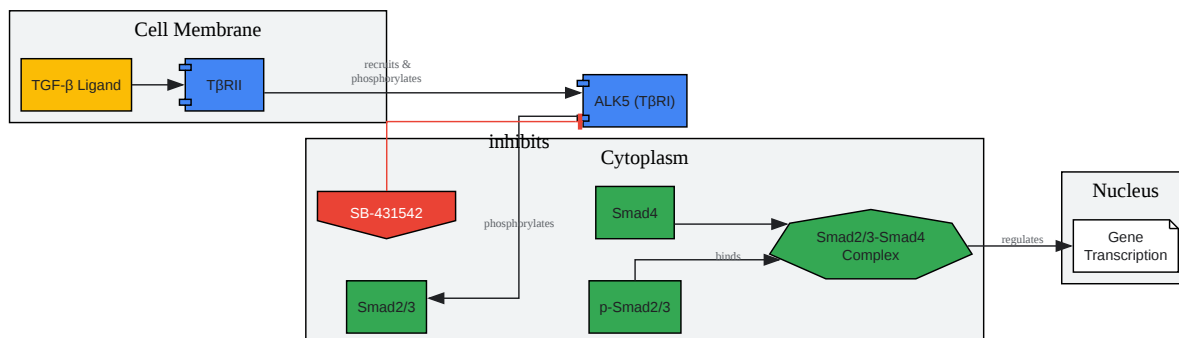 Cell Membrane
TGF-β Ligand
TβRII
recruits &
phosphorylates
ALK5 (TβRI)
inhibits
Cytoplasm
SB-431542
phosphorylates
Smad2/3
Smad4
p-Smad2/3
binds
Smad2/3-Smad4
Complex
regulates
Nucleus
Gene
Transcription